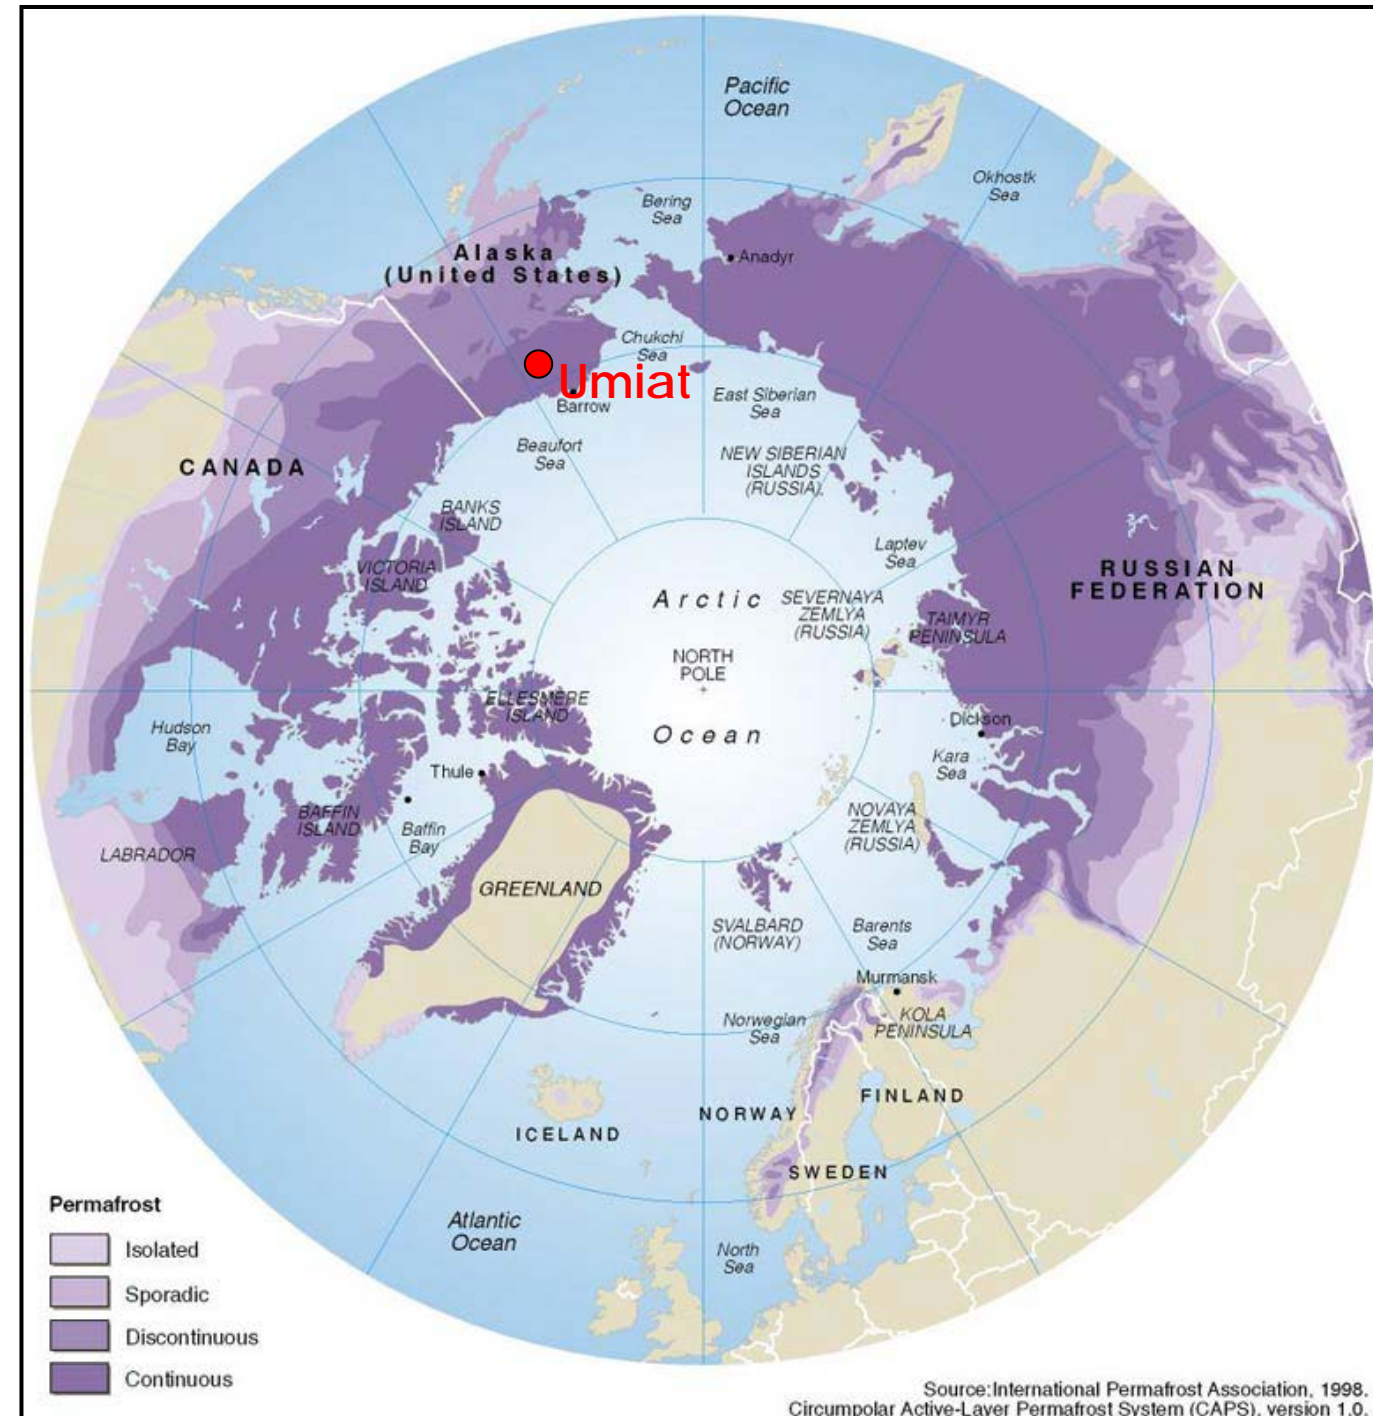 Pacific
Ocean
Okhostk
Sea
Bering
Sea
Alaska
(United States)
Anadyr
Chukchi
Sea
Umiat
Barrow
East Siberian
Sea
Beaufort
Sea
NEW SIBERIAN
ISLANDS
(RUSSIA)
CANADA
BANKS
ISLAND
Laptev
Sea
VICTORIA
ISLAND
RUSSIAN
FEDERATION
Arctic
SEVERNAYA
ZEMLYA
(RUSSIA)
TAIMYR
PENINSULA
NORTH
POLE
ELLESMERE
ISLAND
Ocean
Hudson
Bay
Dickson
Kara
Sea
Thule
BAFFIN
ISLAND
Baffin
Bay
NOVAYA
ZEMLYA
(RUSSIA)
LABRADOR
GREENLAND
SVALBARD
(NORWAY)
Barents
Sea
Murmansk
Norwegian
Sea
KOLA
PENINSULA
FINLAND
NORWAY
ICELAND
SWEDEN
Atlantic
Ocean
North
Sea
Permafrost
Isolated
Sporadic
Discontinuous
Continuous
Source:International Permafrost Association, 1998.
Circumpolar Active-Layer Permafrost System (CAPS), version 1.0.